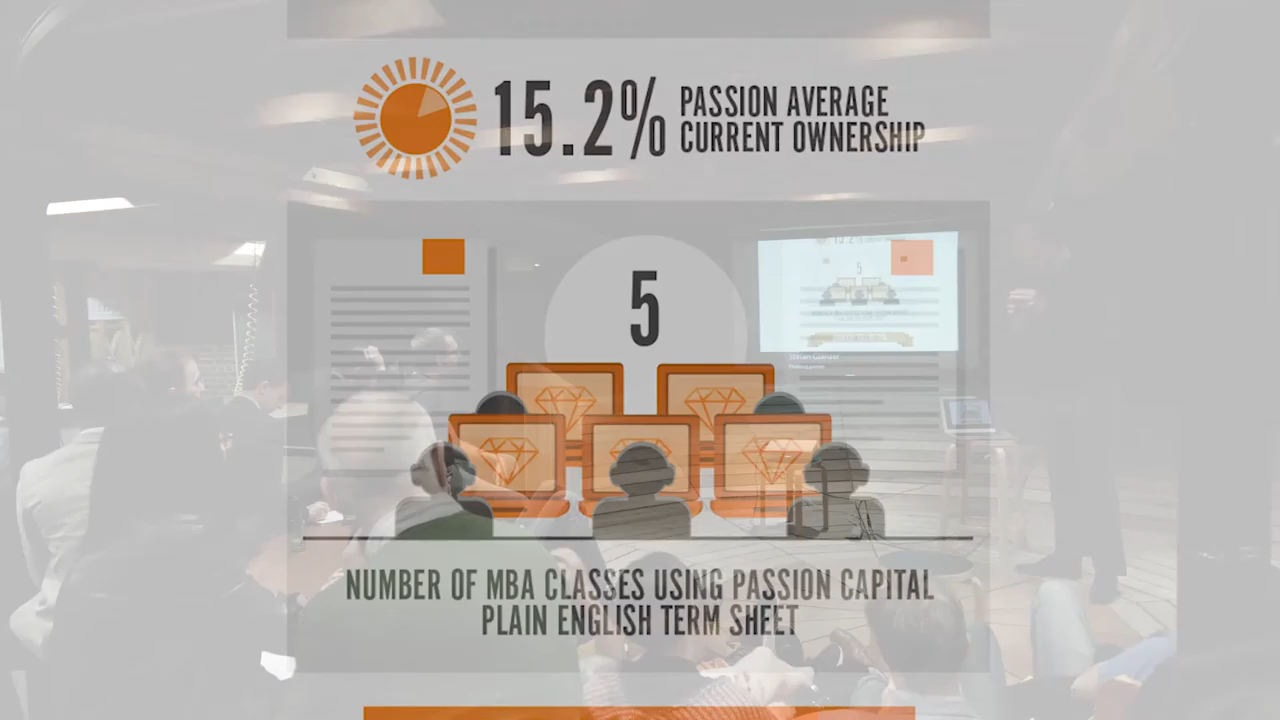 15.2%
PASSION AVERAGE
CURRENT OWNERSHIP
5
NUMBER OF MBA CLASSES USING PASSION CAPITAL
PLAIN ENGLISH TERM SHEET